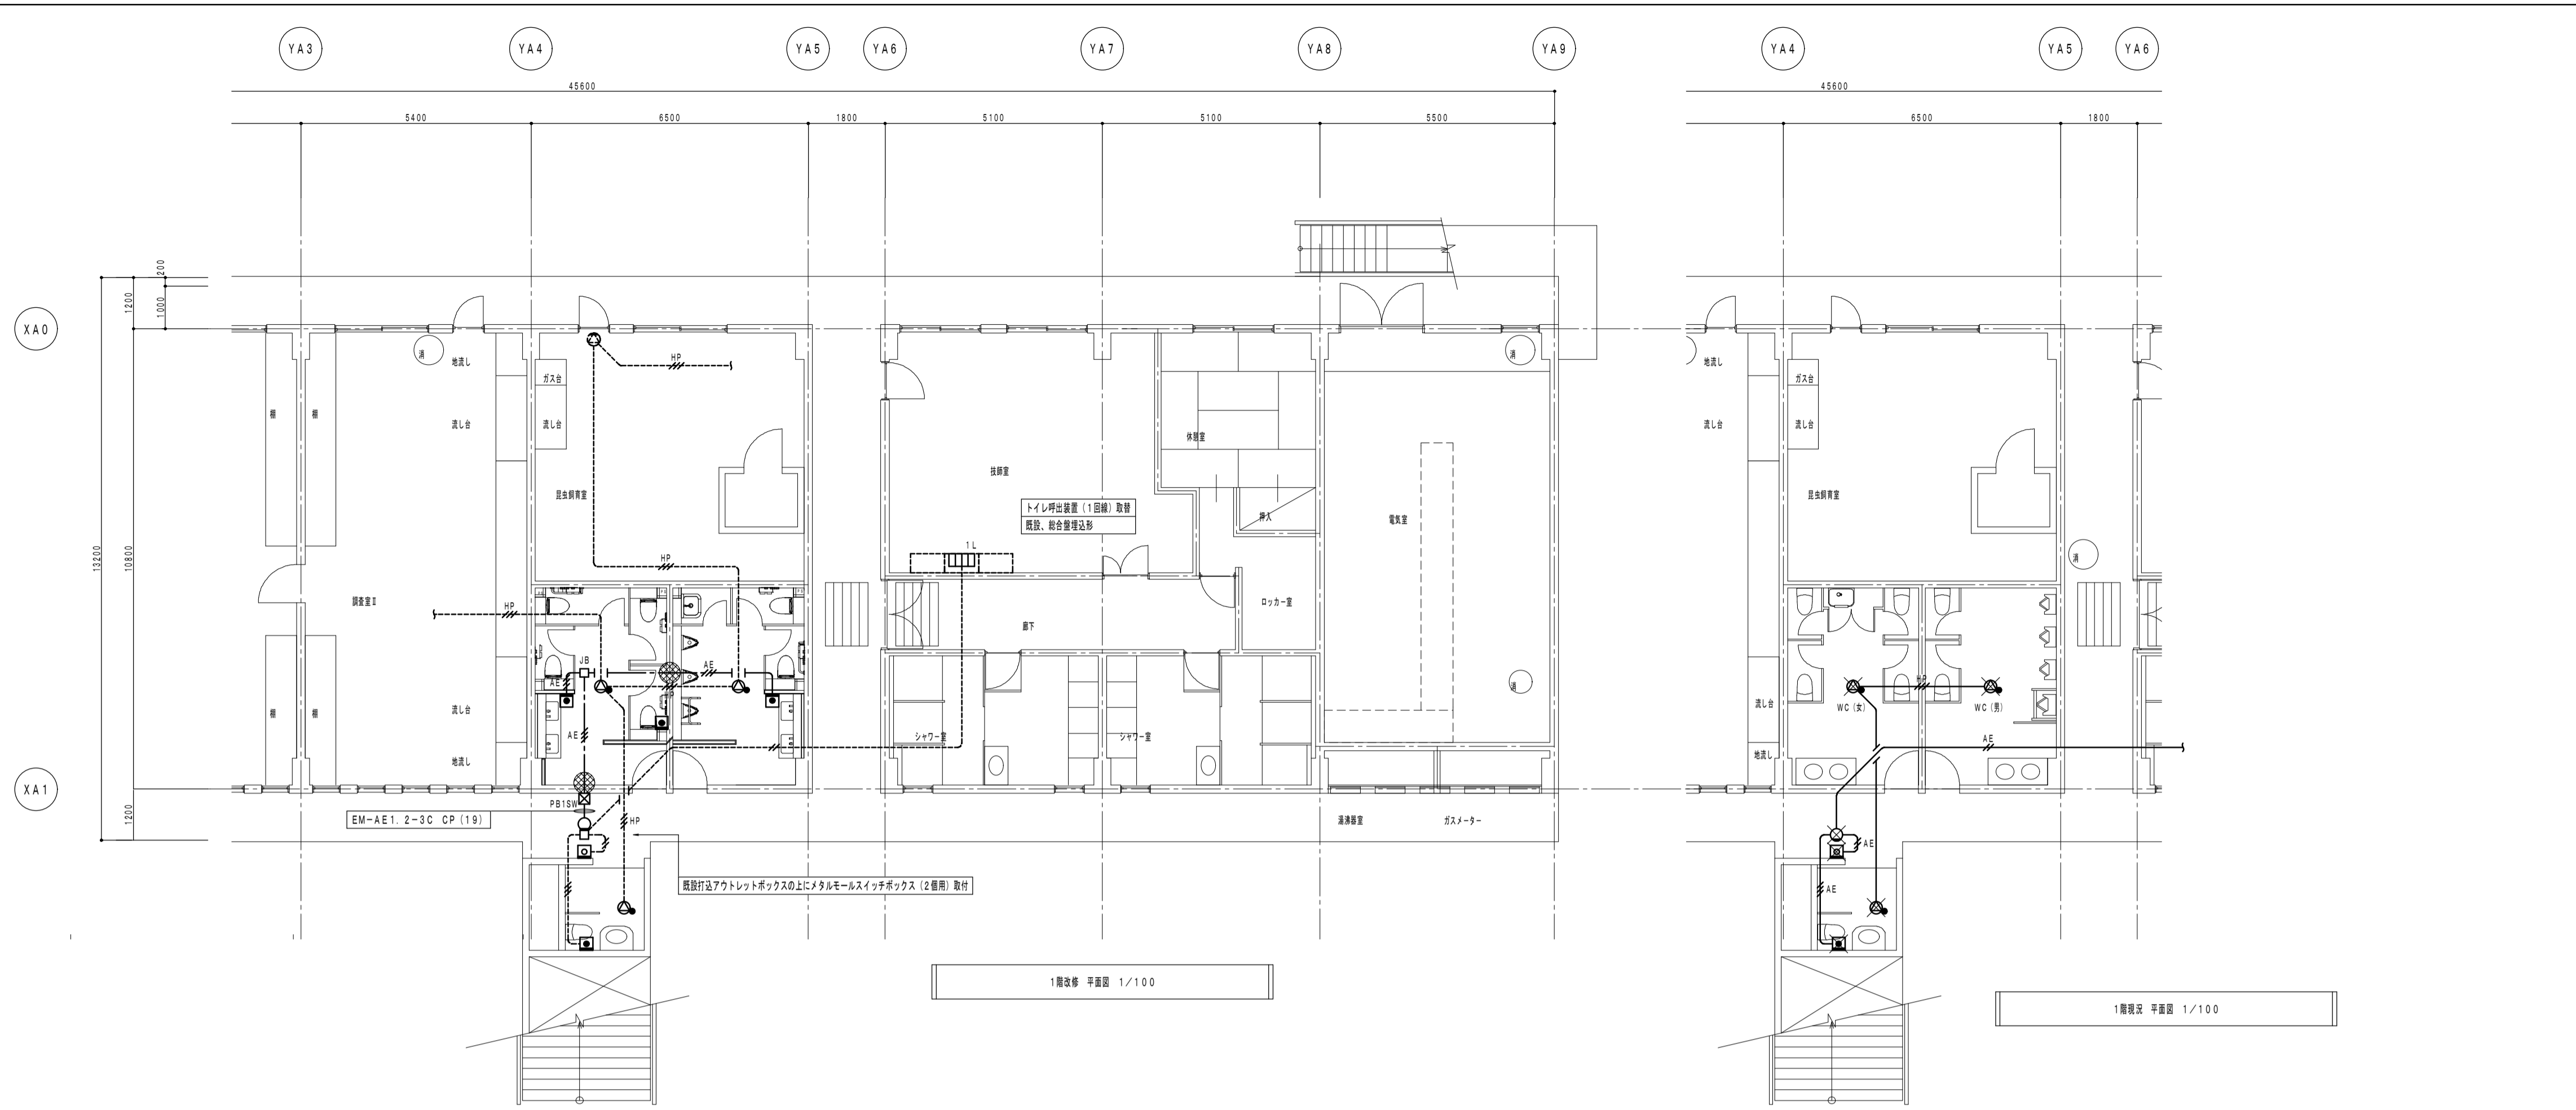 YA3 YA4 YA5 YA6 YA7 YA8 YA9 YA4 YA5 YA6
45600 45600
5400 6500 1800 5100 5100 5500 6500 1800
200
1200
1000
13200
10800
1200
XA0
XA1
消
地流し
流し台
棚
棚
調査室Ⅱ
棚
棚
流し台
地流し
ガス台
流し台
昆虫飼育室
HP
HP
HP
JB
AE
AE
AE
PB1SW
EM-AE1.2-3C CP(19)
HP
既設打込アウトレットボックスの上にメタルモールスイッチボックス(2個用)取付
技師室
トイレ呼出装置(1回線)取替
既設、総合盤埋込形
1L
休憩室
押入
ロッカー室
廊下
シャワー室
シャワー室
電気室
消
消
湯沸器室
ガスメーター
1階改修 平面図 1/100
地流し
流し台
ガス台
流し台
昆虫飼育室
消
HP
WC(女)
WC(男)
流し台
地流し
AE
AE
AE
1階現況 平面図 1/100